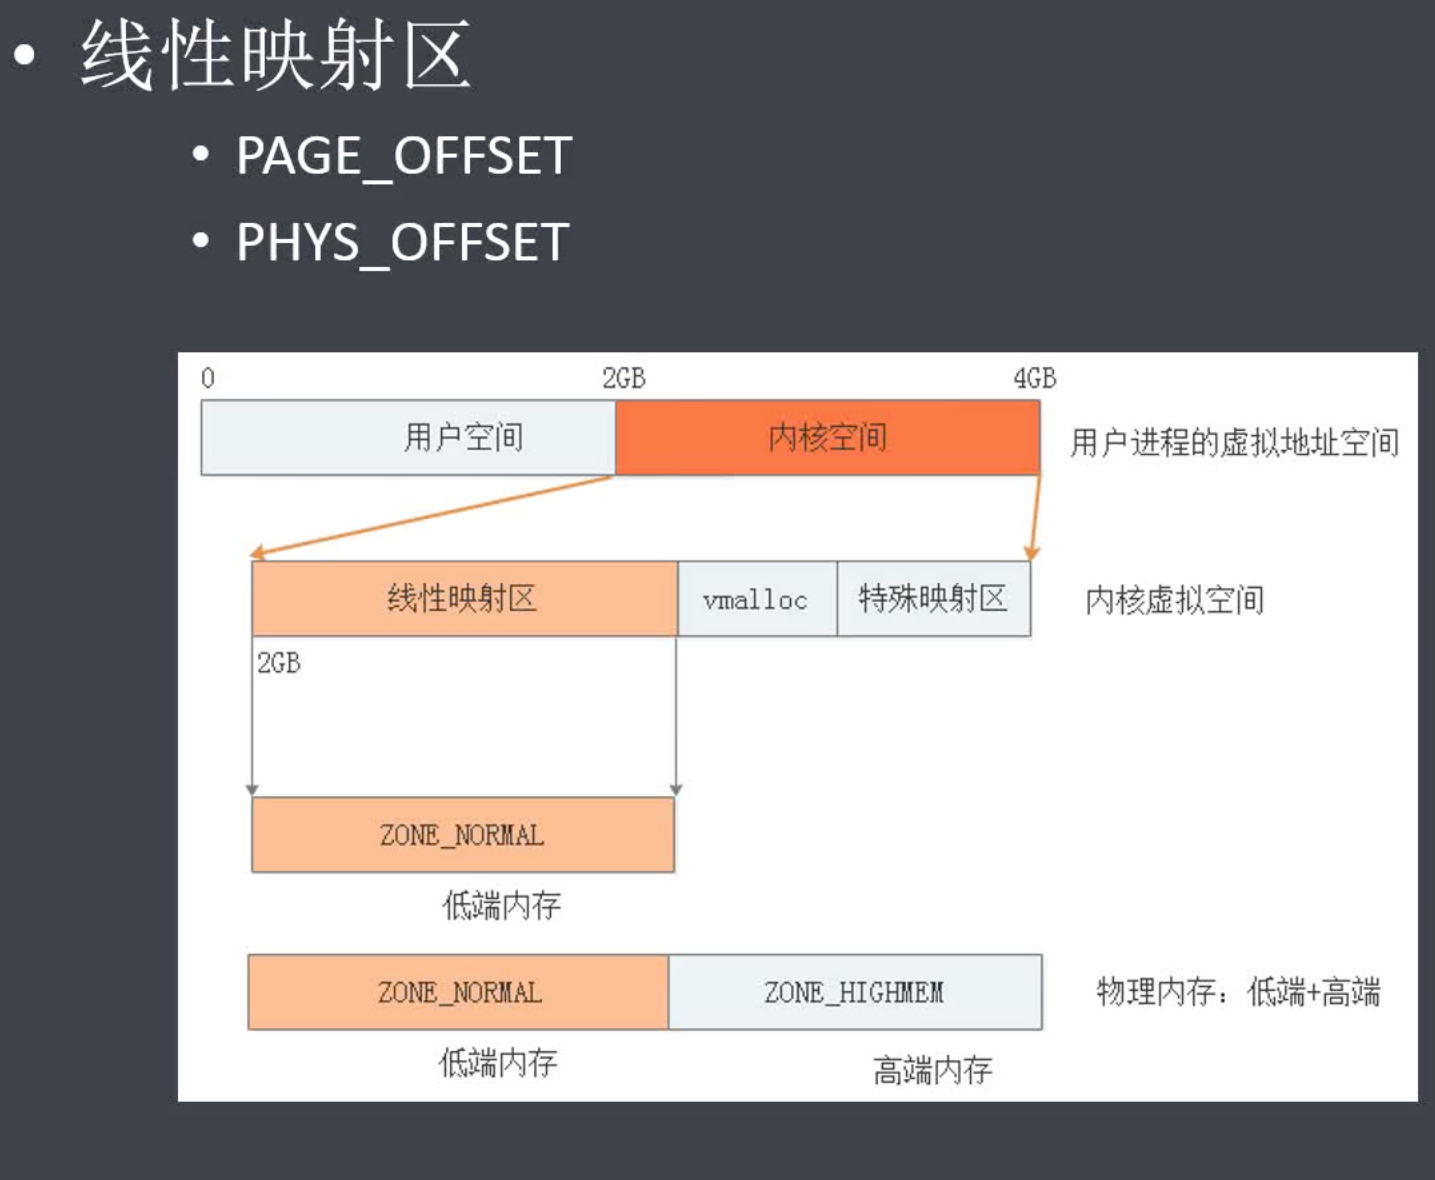 • 线性映射区
• PAGE_OFFSET
• PHYS_OFFSET
0 2GB 4GB
用户空间 内核空间 用户进程的虚拟地址空间
线性映射区 vmalloc 特殊映射区 内核虚拟空间
2GB
ZONE_NORMAL
低端内存
ZONE_NORMAL ZONE_HIGHMEM 物理内存：低端+高端
低端内存 高端内存